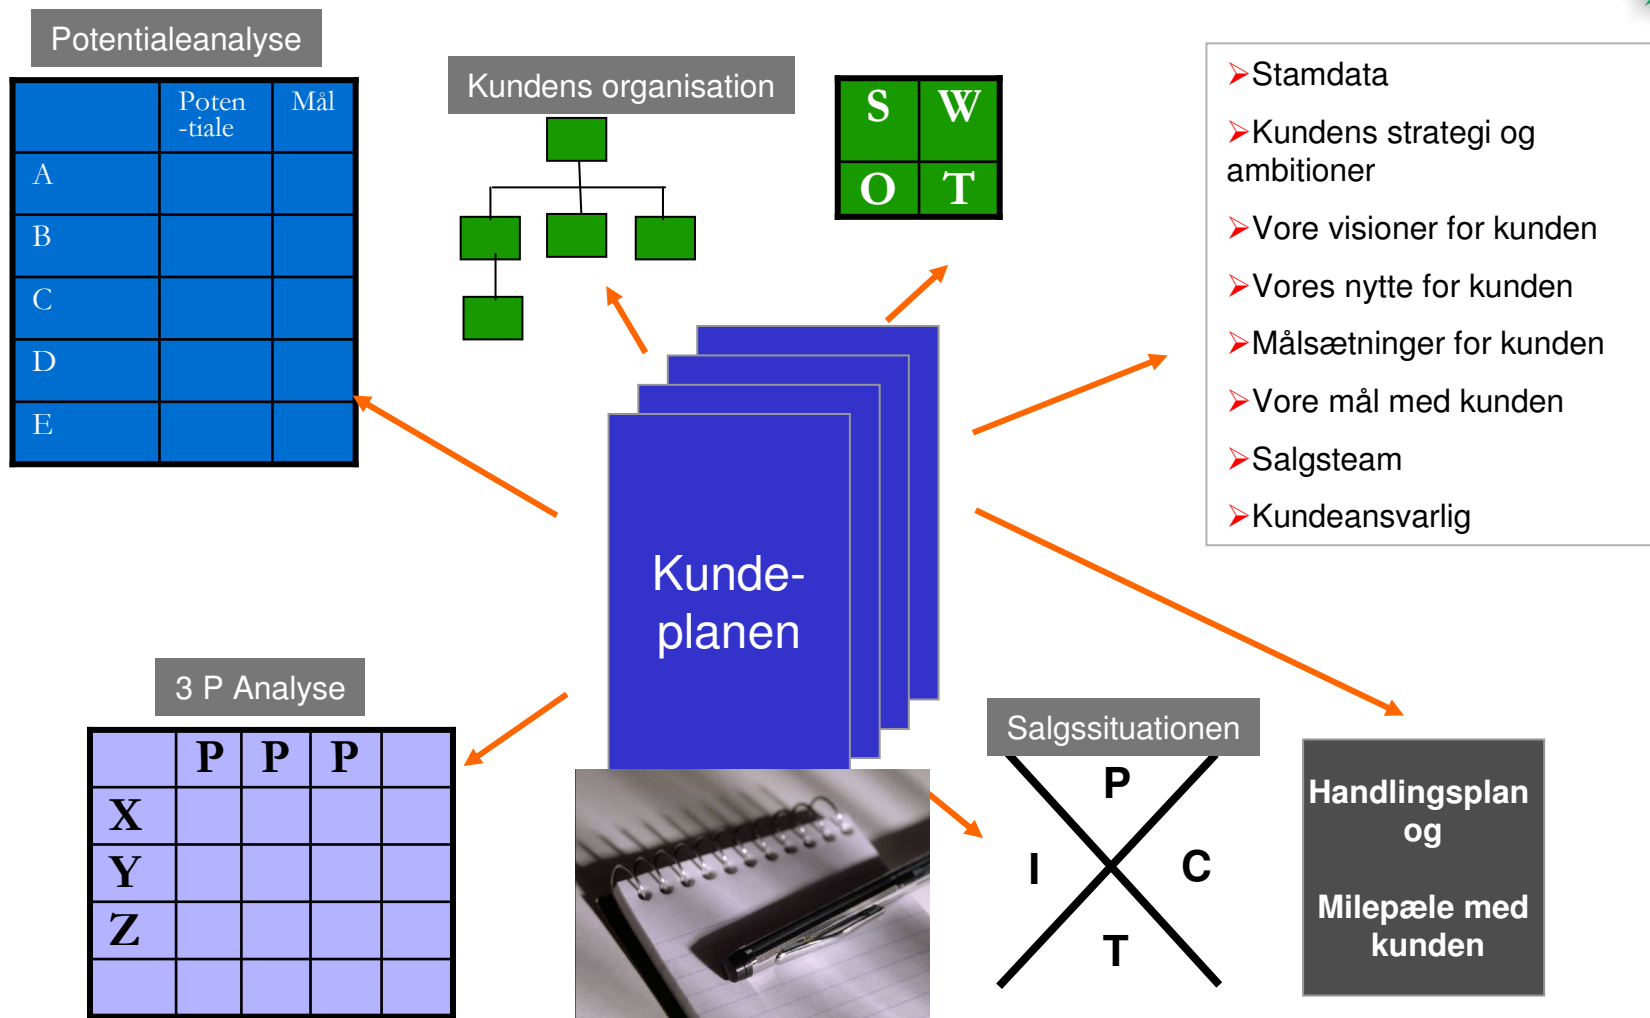 Potentialeanalyse
Poten
-tiale
Mål
A
B
C
D
E
Kundens organisation
S W
O T
➢Stamdata
➢Kundens strategi og
ambitioner
➢Vore visioner for kunden
➢Vores nytte for kunden
➢Målsætninger for kunden
➢Vore mål med kunden
➢Salgsteam
➢Kundeansvarlig
Kunde-
planen
3 P Analyse
P P P
X
Y
Z
Salgssituationen
P
I C
T
Handlingsplan
og
Milepæle med
kunden